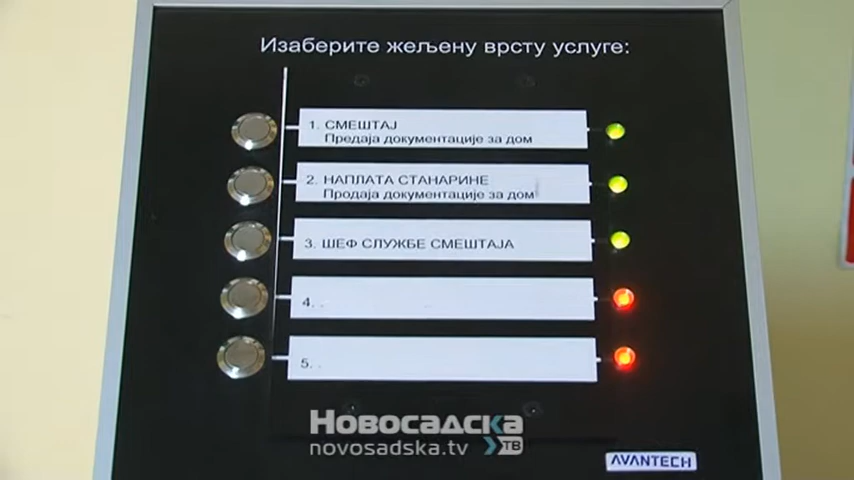 Изаберите жељену врсту услуге:
1. СМЕШТАЈ
Предаја документације за дом
2. НАПЛАТА СТАНАРИНЕ
Продаја документације за дом
3. ШЕФ СЛУЖБЕ СМЕШТАЈА
4. .
5. .
НОВОСАДСКА
novosadska.tv ТВ
AVANTECH